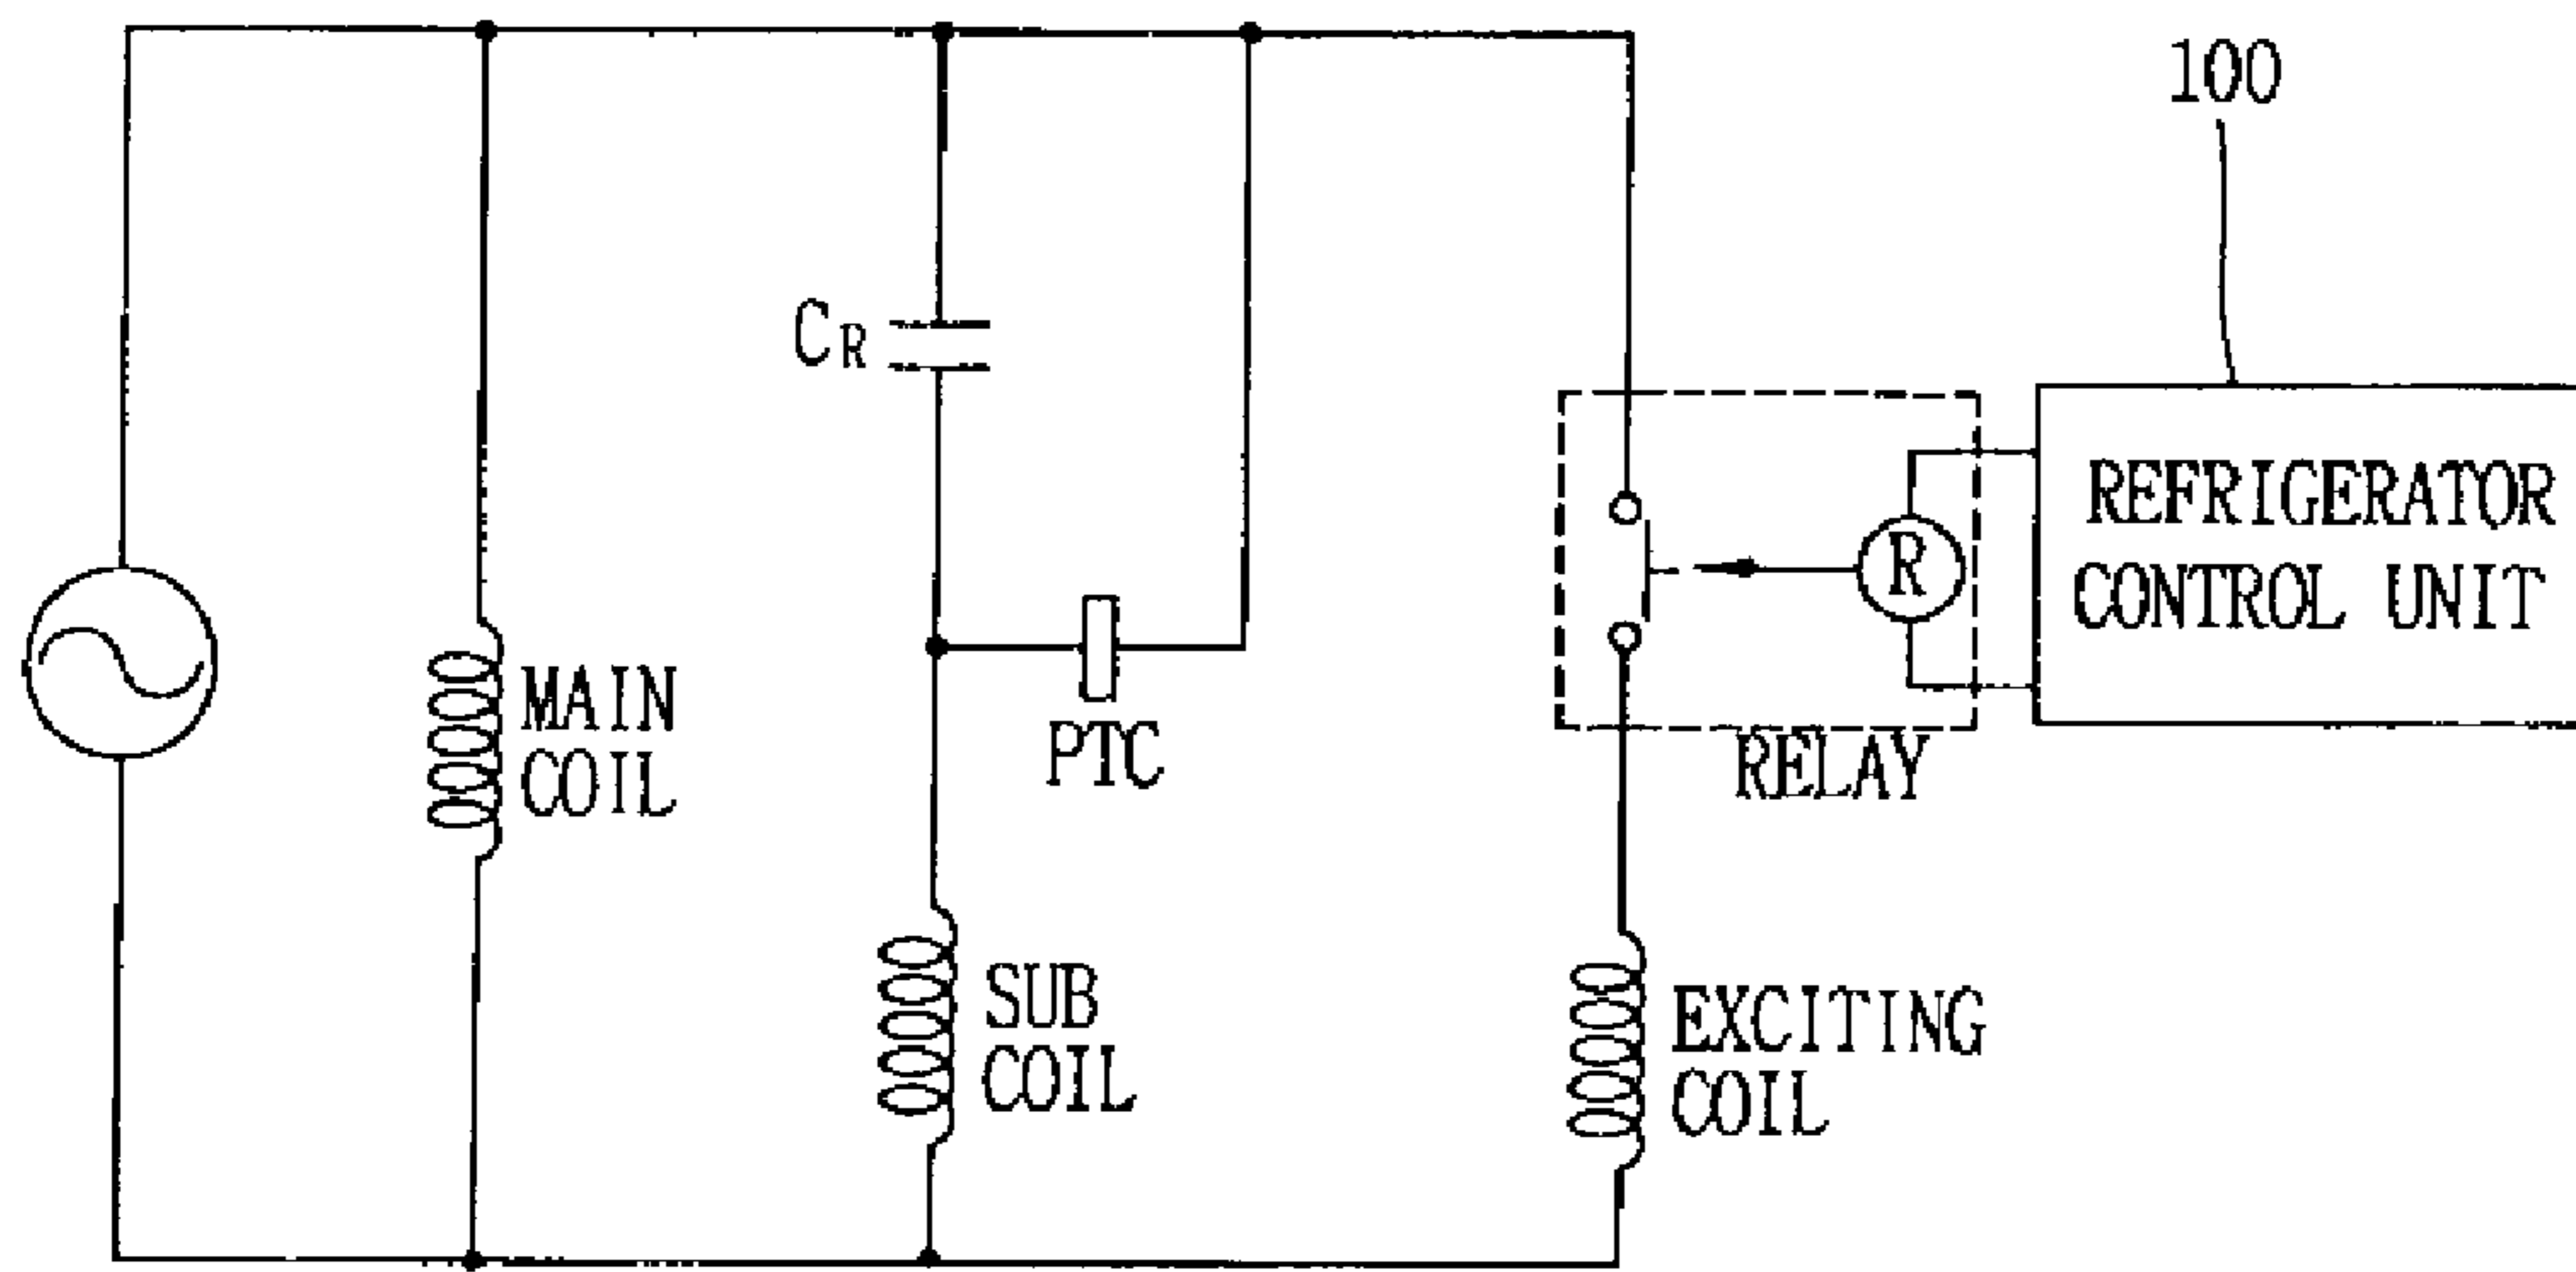 100
CR
REFRIGERATOR
CONTROL UNIT
R
MAIN
COIL
PTC
RELAY
SUB
COIL
EXCITING
COIL